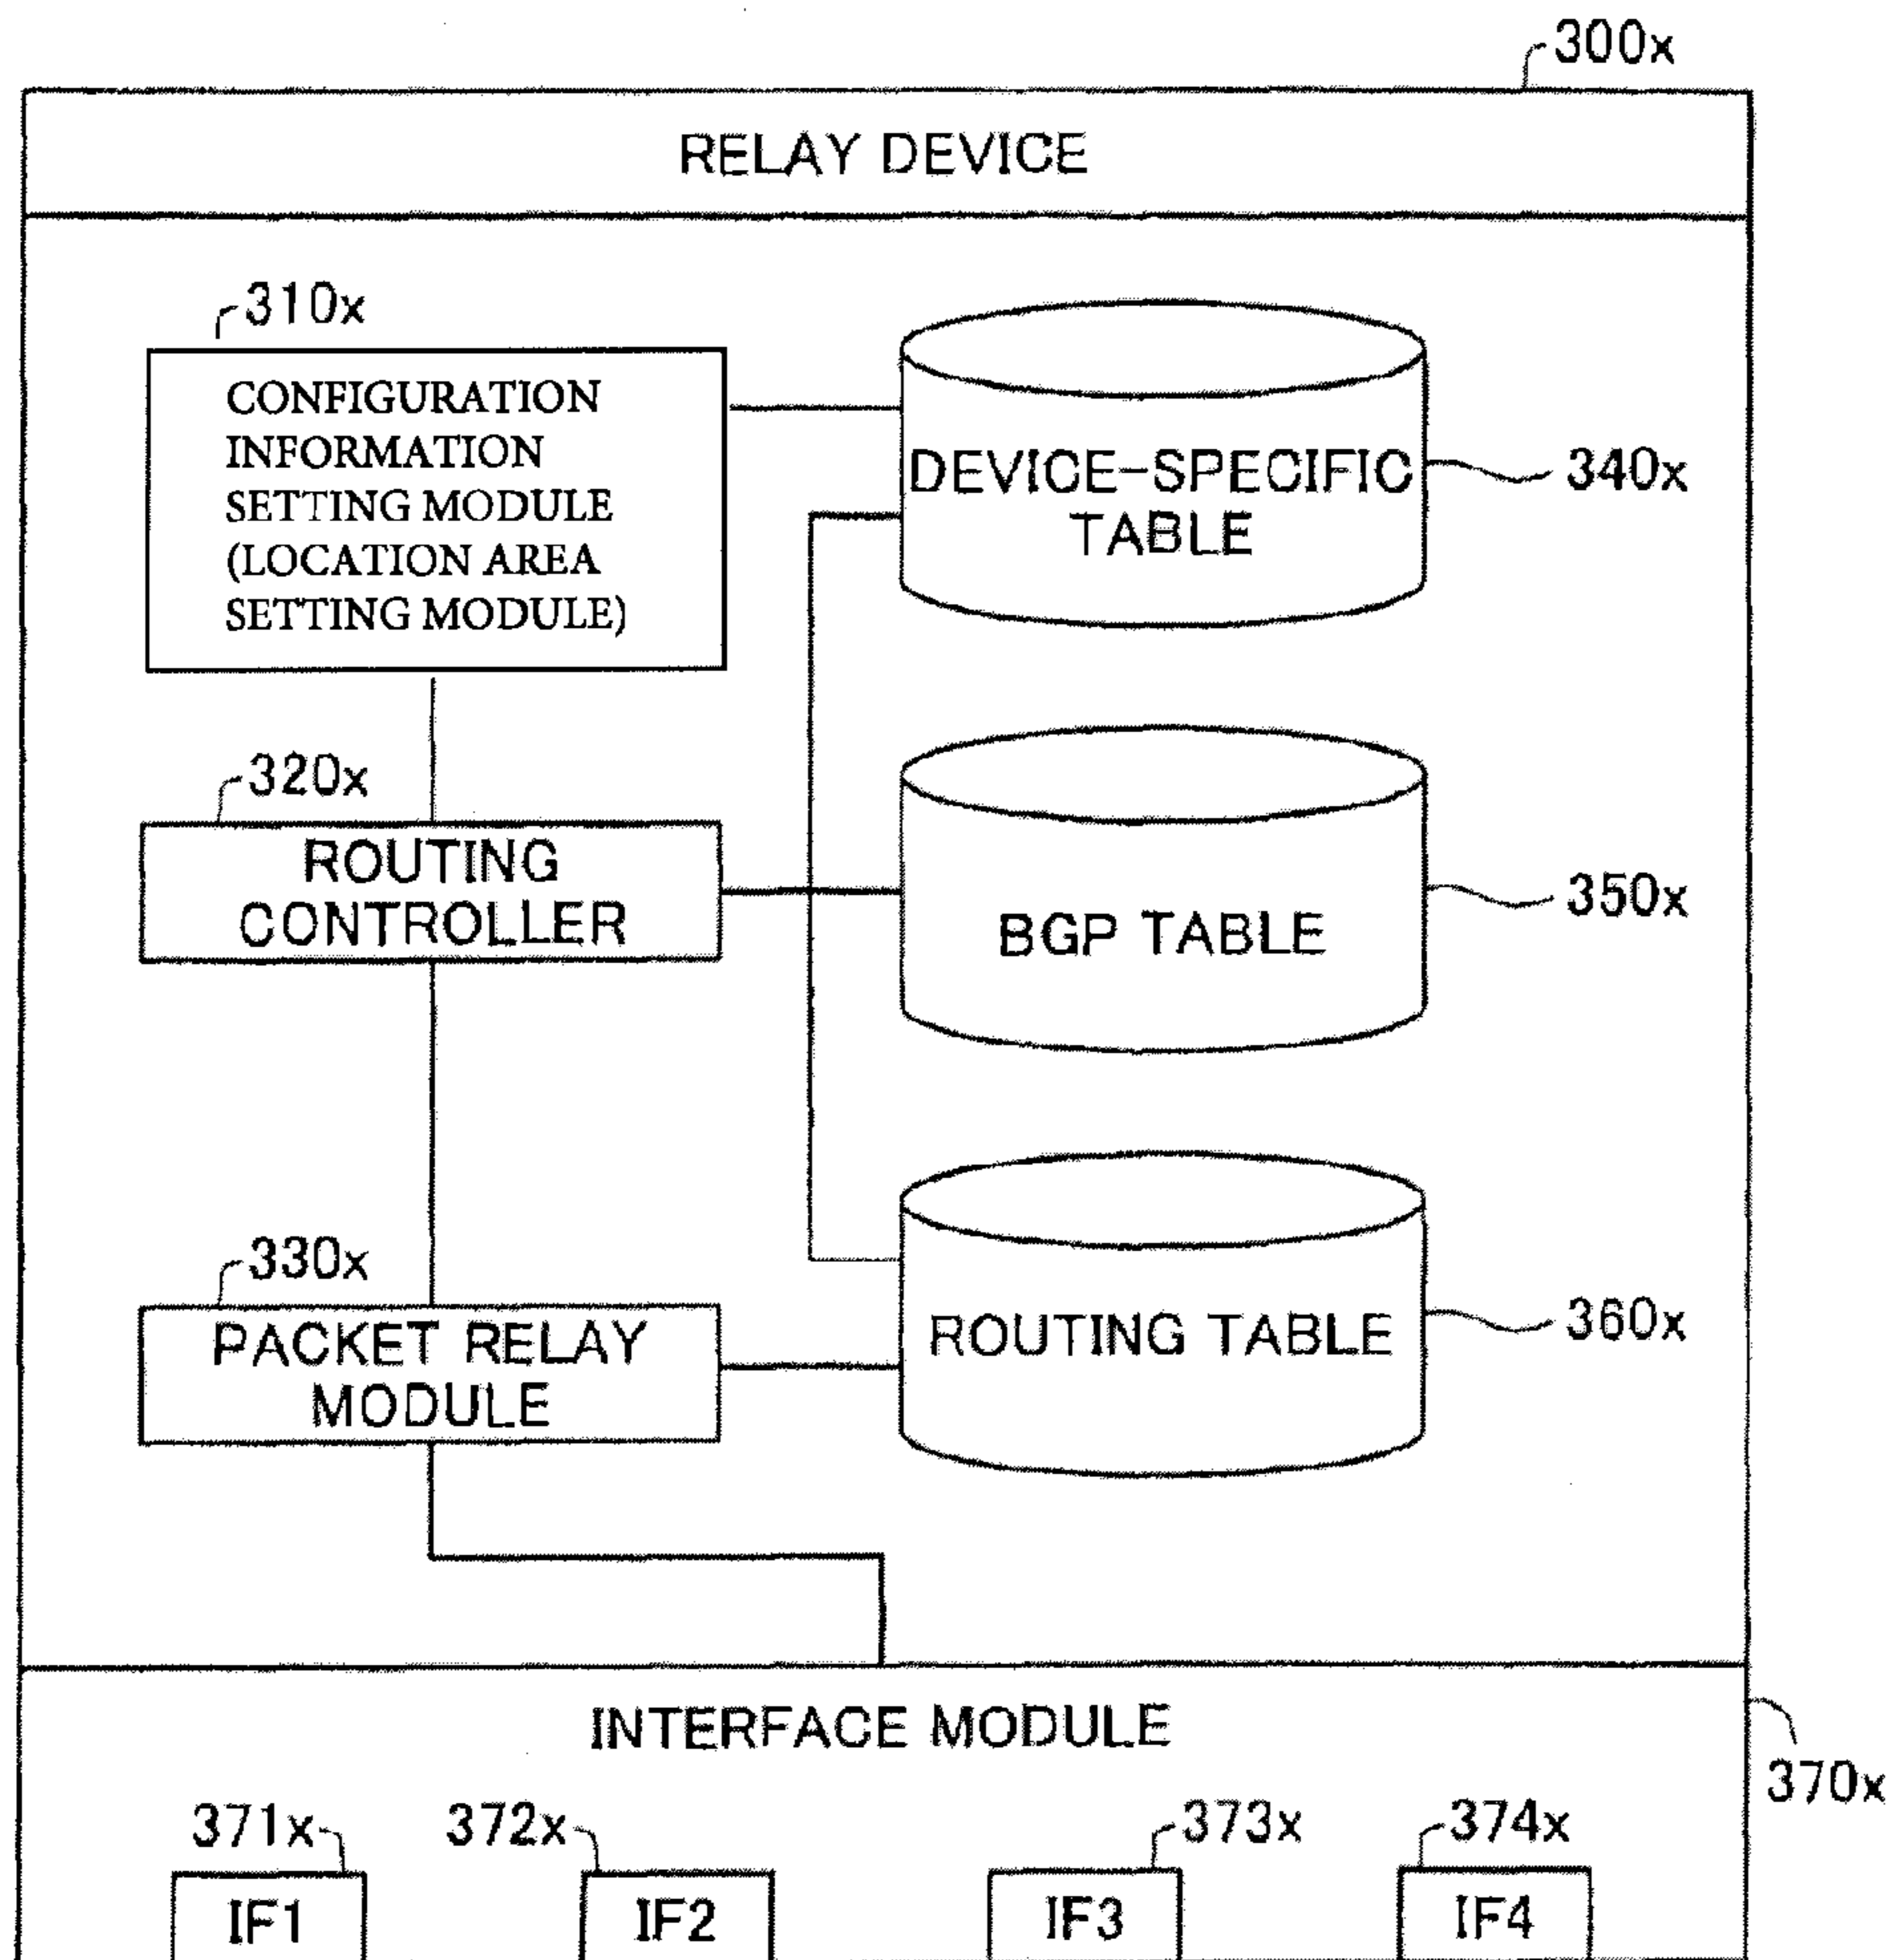 300x
RELAY DEVICE
310x
CONFIGURATION
INFORMATION
SETTING MODULE
(LOCATION AREA
SETTING MODULE)
DEVICE-SPECIFIC
TABLE
340x
320x
ROUTING
CONTROLLER
BGP TABLE
350x
330x
PACKET RELAY
MODULE
ROUTING TABLE
360x
INTERFACE MODULE
370x
371x
372x
373x
374x
IF1
IF2
IF3
IF4